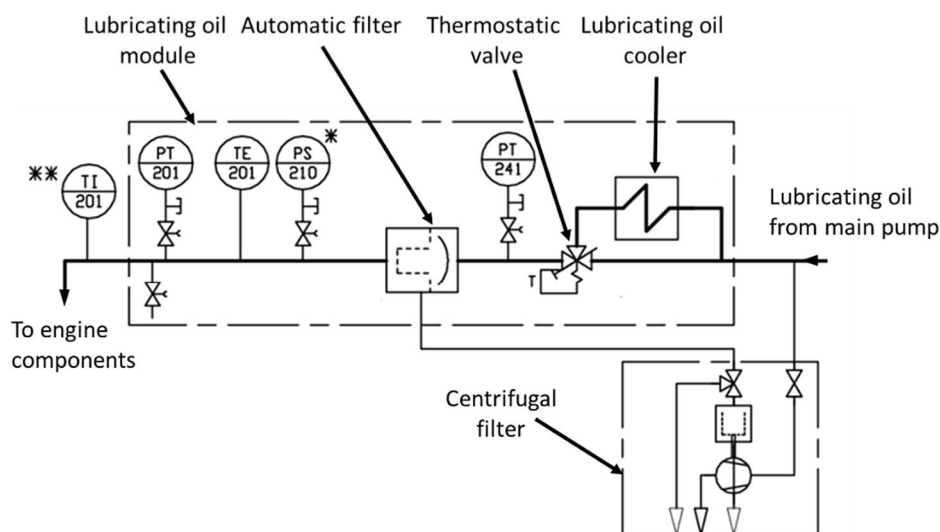 Lubricating oil
module
Automatic filter
Thermostatic
valve
Lubricating oil
cooler
**
TI
201
PT
201
TE
201
PS
210
*
PT
241
Lubricating oil
from main pump
T
To engine
components
Centrifugal
filter